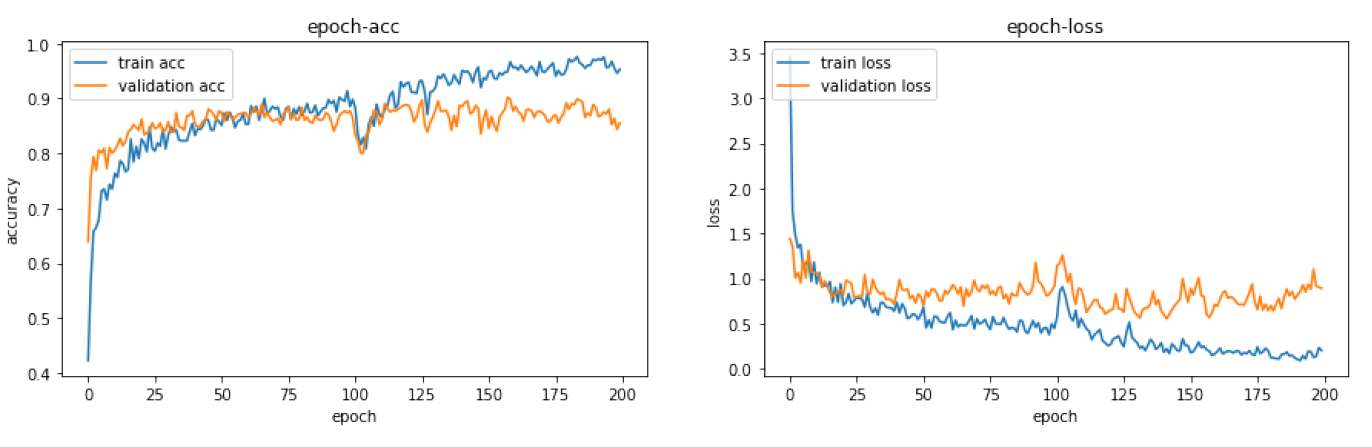 epoch-acc
train acc
validation acc
accuracy
1.0
0.9
0.8
0.7
0.6
0.5
0.4
0 25 50 75 100 125 150 175 200
epoch
epoch-loss
train loss
validation loss
loss
3.5
3.0
2.5
2.0
1.5
1.0
0.5
0.0
0 25 50 75 100 125 150 175 200
epoch